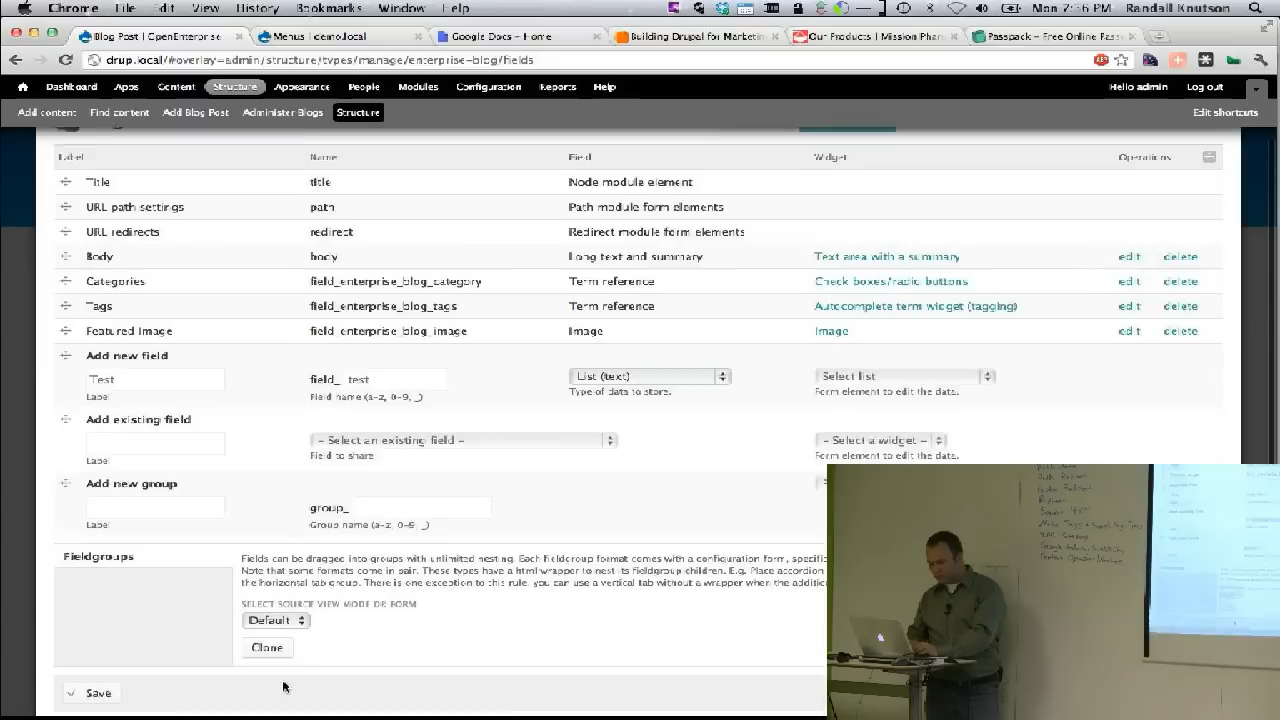 Chrome File Edit View History Bookmarks Window Help Mon 7:56 PM Randall Knutson
Blog Post | OpenEnterprise Menus | demo.local Google Docs – Home Building Drupal for Marketin Our Products | Mission Phar Passpack – Free Online Pass
drup.local/#overlay=admin/structure/types/manage/enterprise-blog/fields
Dashboard Apps Content Structure Appearance People Modules Configuration Reports Help Hello admin Log out
Add content Find content Add Blog Post Administer Blogs Structure Edit shortcuts
Label Name Field Widget Operations
Title title Node module element
URL path settings path Path module form elements
URL redirects redirect Redirect module form elements
Body body Long text and summary Text area with a summary edit delete
Categories field_enterprise_blog_category Term reference Check boxes/radio buttons edit delete
Tags field_enterprise_blog_tags Term reference Autocomplete term widget (tagging) edit delete
Featured Image field_enterprise_blog_image Image Image edit delete
Add new field
Test field_ test List (text) Select list
Label Field name (a-z, 0-9, _) Type of data to store. Form element to edit the data.
Add existing field
– Select an existing field – – Select a widget –
Label Field to share Form element to edit the data.
Add new group
group_
Label Group name (a-z, 0-9, _)
Fieldgroups Fields can be dragged into groups with unlimited nesting. Each fieldgroup format comes with a configuration form, specific
Note that some formats come in pair. These types have a html wrapper to nest its fieldgroup children. E.g. Place accordion
the horizontal tab group. There is one exception to this rule, you can use a vertical tab without a wrapper when the addition
SELECT SOURCE VIEW MODE OR FORM
Default
Clone
Save